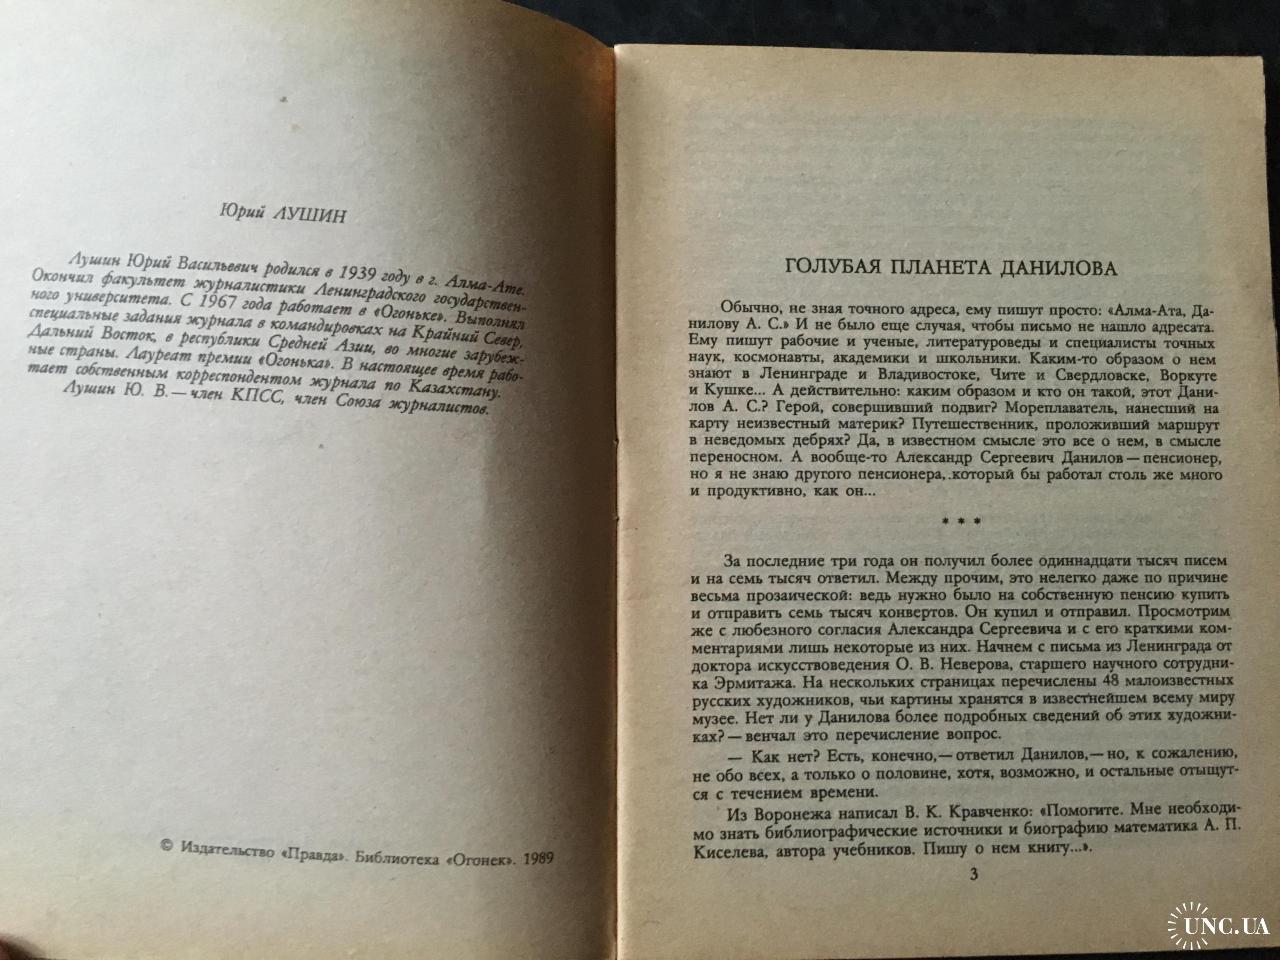 Юрий ЛУШИН
Лушин Юрий Васильевич родился в 1939 году в г. Алма-Ате.
Окончил факультет журналистики Ленинградского государствен-
ного университета. С 1967 года работает в «Огоньке». Выполнял
специальные задания журнала в командировках на Крайний Север,
Дальний Восток, в республики Средней Азии, во многие зарубеж-
ные страны. Лауреат премии «Огонька». В настоящее время рабо-
тает собственным корреспондентом журнала по Казахстану.
Лушин Ю. В. — член КПСС, член Союза журналистов.
© Издательство «Правда». Библиотека «Огонек». 1989
ГОЛУБАЯ ПЛАНЕТА ДАНИЛОВА
Обычно, не зная точного адреса, ему пишут просто: «Алма-Ата, Да-
нилову А. С.» И не было еще случая, чтобы письмо не нашло адресата.
Ему пишут рабочие и ученые, литературоведы и специалисты точных
наук, космонавты, академики и школьники. Каким-то образом о нем
знают в Ленинграде и Владивостоке, Чите и Свердловске, Воркуте
и Кушке... А действительно: каким образом и кто он такой, этот Дани-
лов А. С.? Герой, совершивший подвиг? Мореплаватель, нанесший на
карту неизвестный материк? Путешественник, проложивший маршрут
в неведомых дебрях? Да, в известном смысле это все о нем, в смысле
переносном. А вообще-то Александр Сергеевич Данилов — пенсионер,
но я не знаю другого пенсионера, который бы работал столь же много
и продуктивно, как он...
* * *
За последние три года он получил более одиннадцати тысяч писем
и на семь тысяч ответил. Между прочим, это нелегко даже по причине
весьма прозаической: ведь нужно было на собственную пенсию купить
и отправить семь тысяч конвертов. Он купил и отправил. Просмотрим
же с любезного согласия Александра Сергеевича и с его краткими ком-
ментариями лишь некоторые из них. Начнем с письма из Ленинграда от
доктора искусствоведения О. В. Неверова, старшего научного сотрудни-
ка Эрмитажа. На нескольких страницах перечислены 48 малоизвестных
русских художников, чьи картины хранятся в известнейшем всему миру
музее. Нет ли у Данилова более подробных сведений об этих художни-
ках? — венчал это перечисление вопрос.
— Как нет? Есть, конечно, — ответил Данилов, — но, к сожалению,
не обо всех, а только о половине, хотя, возможно, и остальные отыщут-
ся с течением времени.
Из Воронежа написал В. К. Кравченко: «Помогите. Мне необходи-
мо знать библиографические источники и биографию математика А. П.
Киселева, автора учебников. Пишу о нем книгу...».
3
UNC.UA